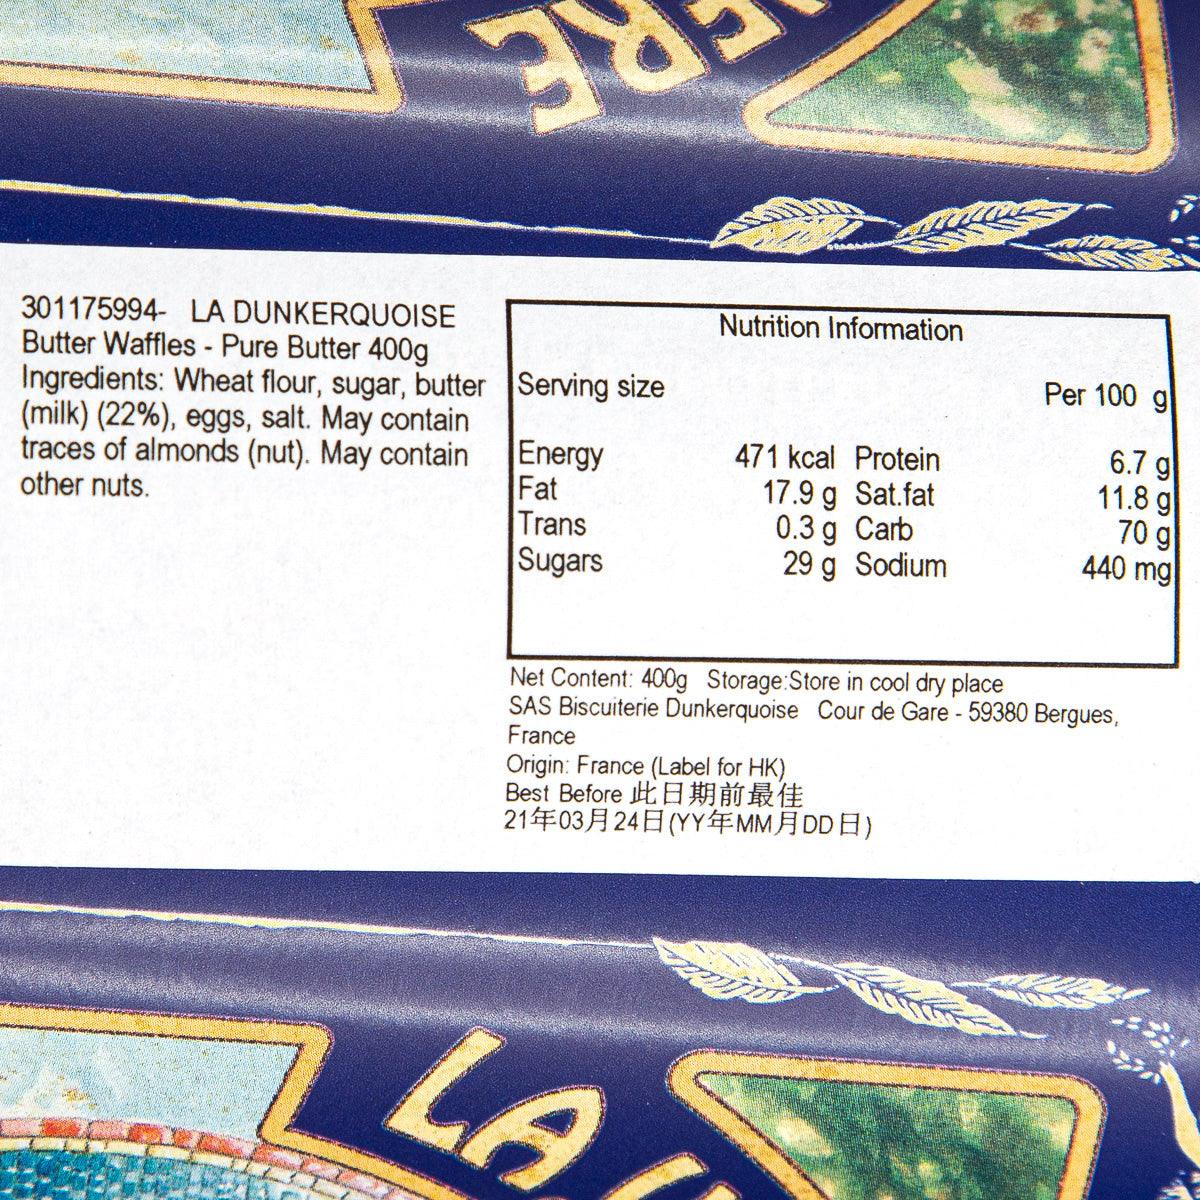 ERE
301175994- LA DUNKERQUOISE
Butter Waffles - Pure Butter 400g
Ingredients: Wheat flour, sugar, butter
(milk) (22%), eggs, salt. May contain
traces of almonds (nut). May contain
other nuts.
Nutrition Information
Serving size Per 100 g
Energy 471 kcal Protein 6.7 g
Fat 17.9 g Sat.fat 11.8 g
Trans 0.3 g Carb 70 g
Sugars 29 g Sodium 440 mg
Net Content: 400g Storage:Store in cool dry place
SAS Biscuiterie Dunkerquoise Cour de Gare - 59380 Bergues,
France
Origin: France (Label for HK)
Best Before 此日期前最佳
21年03月24日(YY年MM月DD日)
LA